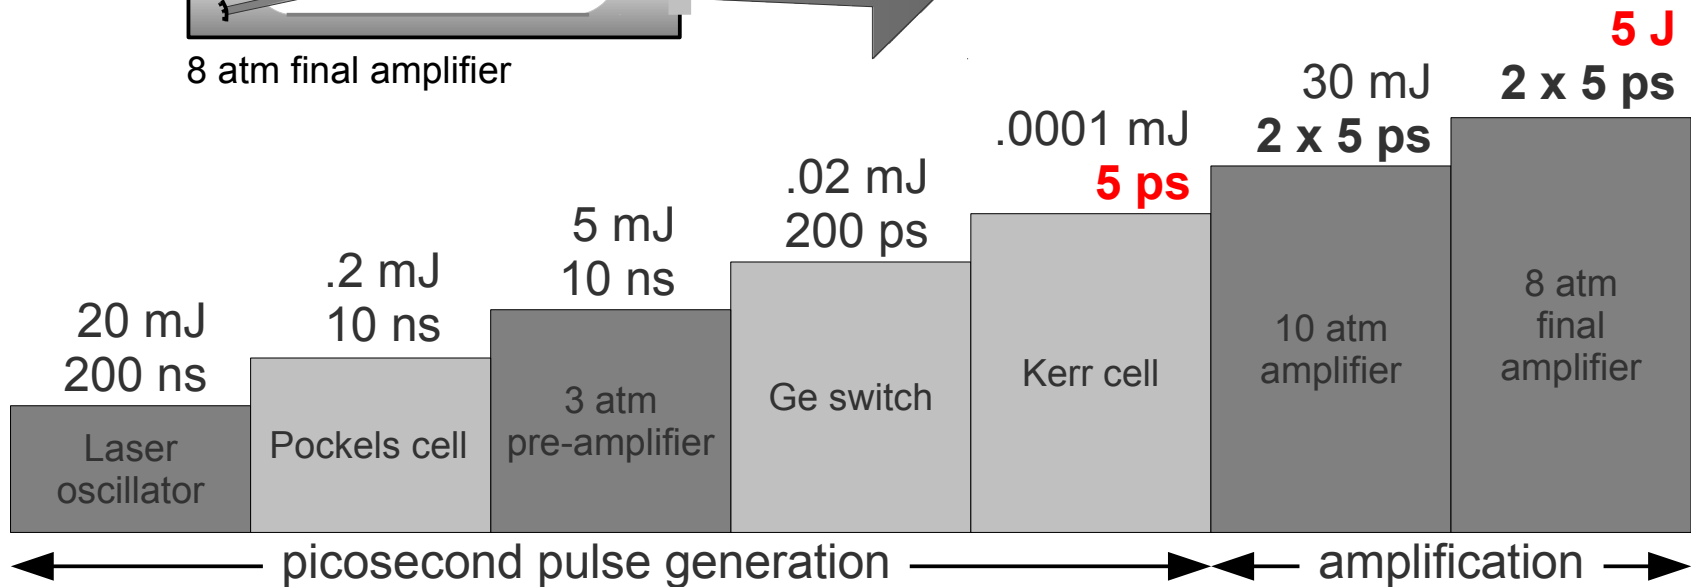 8 atm final amplifier
20 mJ
200 ns
Laser
oscillator
.2 mJ
10 ns
Pockels cell
5 mJ
10 ns
3 atm
pre-amplifier
.02 mJ
200 ps
Ge switch
.0001 mJ
5 ps
Kerr cell
30 mJ
2 x 5 ps
10 atm
amplifier
5 J
2 x 5 ps
8 atm
final
amplifier
picosecond pulse generation
amplification